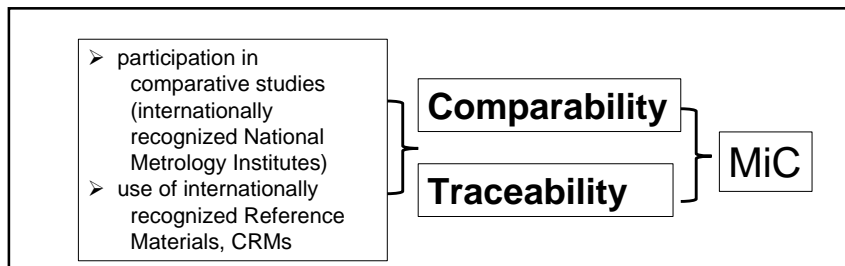 ➢ participation in
comparative studies
(internationally
recognized National
Metrology Institutes)
➢ use of internationally
recognized Reference
Materials, CRMs
Comparability
Traceability
MiC